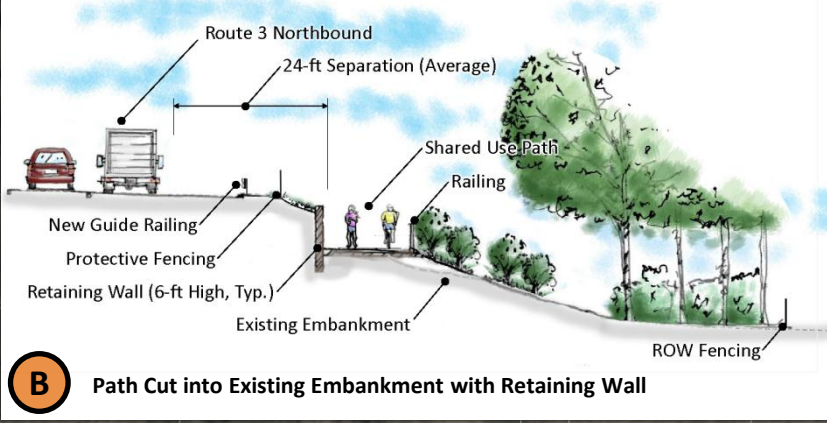 Route 3 Northbound
24-ft Separation (Average)
Shared Use Path
Railing
New Guide Railing
Protective Fencing
Retaining Wall (6-ft High, Typ.)
Existing Embankment
ROW Fencing
B
Path Cut into Existing Embankment with Retaining Wall